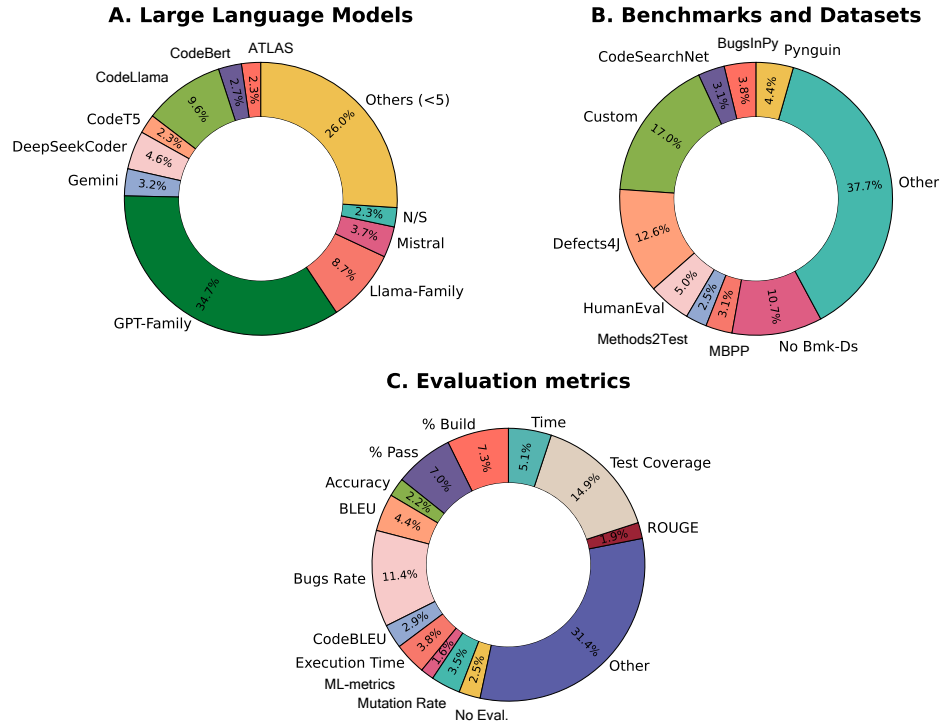 A. Large Language Models
ATLAS
CodeBert
CodeLlama
CodeT5
DeepSeekCoder
Gemini
GPT-Family
Llama-Family
Mistral
N/S
Others (<5)
2.3%
2.7%
9.6%
2.3%
4.6%
3.2%
34.7%
8.7%
3.7%
2.3%
26.0%
B. Benchmarks and Datasets
BugsInPy
CodeSearchNet
Custom
Defects4J
HumanEval
Methods2Test
MBPP
No Bmk-Ds
Other
Pynguin
3.8%
3.1%
17.0%
12.6%
5.0%
2.5%
3.1%
10.7%
37.7%
4.4%
C. Evaluation metrics
% Build
% Pass
Accuracy
BLEU
Bugs Rate
CodeBLEU
Execution Time
ML-metrics
Mutation Rate
No Eval.
Other
ROUGE
Test Coverage
Time
7.3%
7.0%
2.2%
4.4%
11.4%
2.9%
3.8%
1.6%
3.5%
2.5%
31.4%
1.9%
14.9%
5.1%